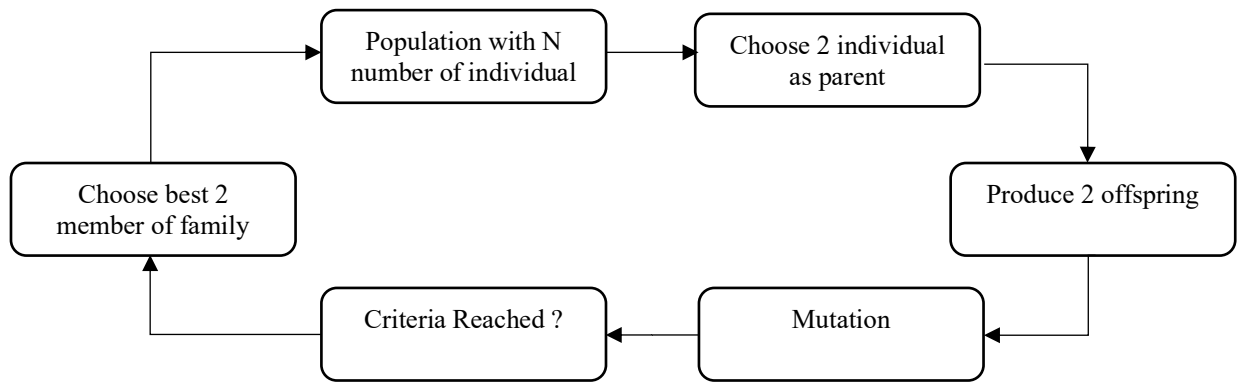 Population with N
number of individual
Choose 2 individual
as parent
Produce 2 offspring
Mutation
Criteria Reached ?
Choose best 2
member of family